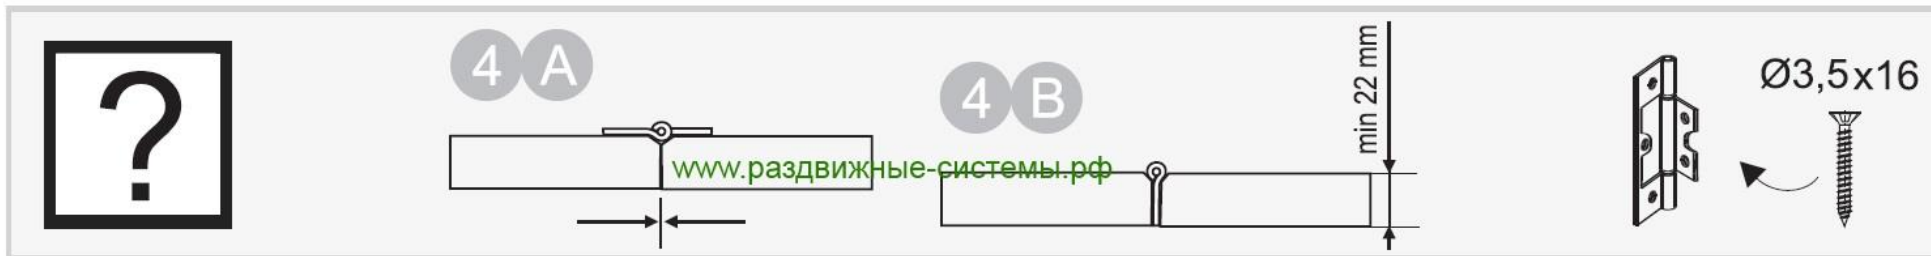 ?
4 A
4 B
www.раздвижные-системы.рф
min 22 mm
Ø3,5x16